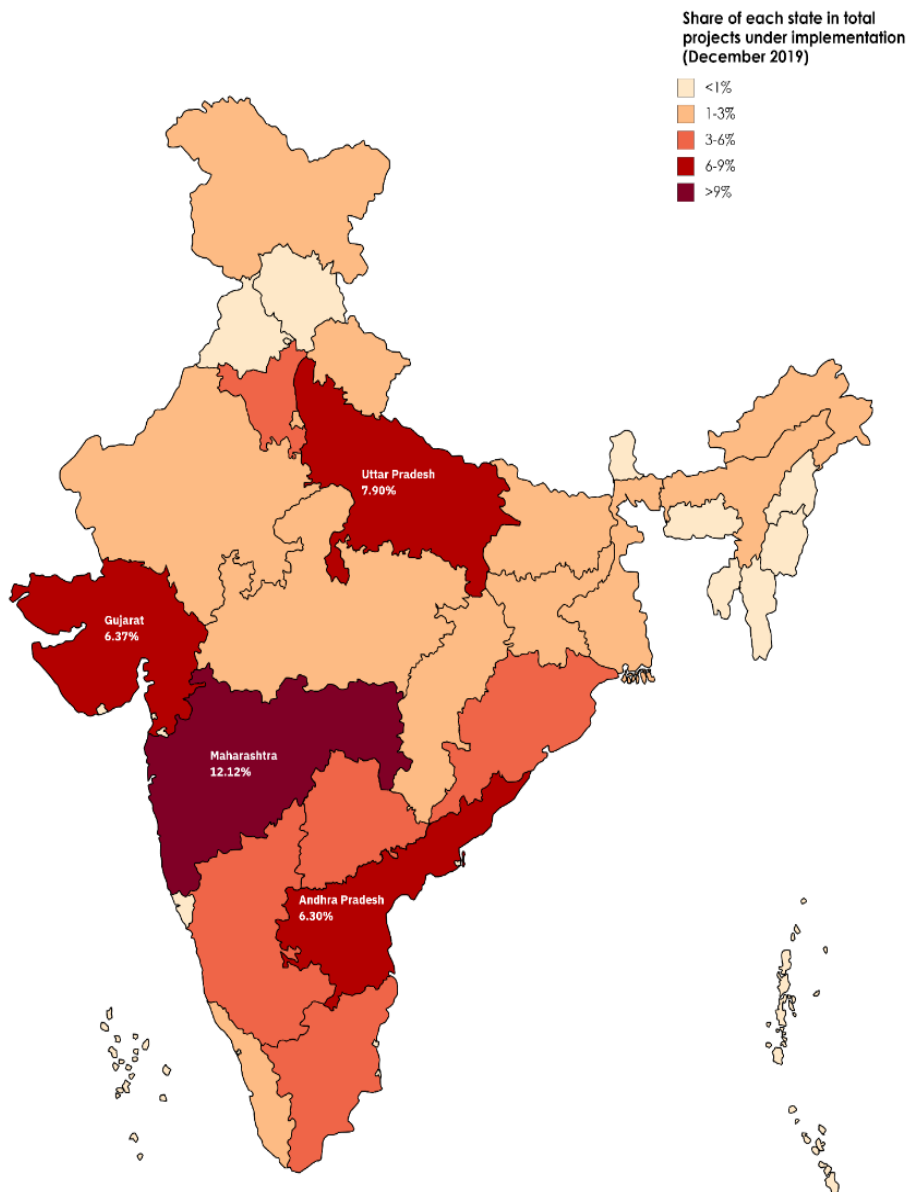 Share of each state in total
projects under implementation
(December 2019)
<1%
1-3%
3-6%
6-9%
>9%
Uttar Pradesh
7.90%
Gujarat
6.37%
Maharashtra
12.12%
Andhra Pradesh
6.30%